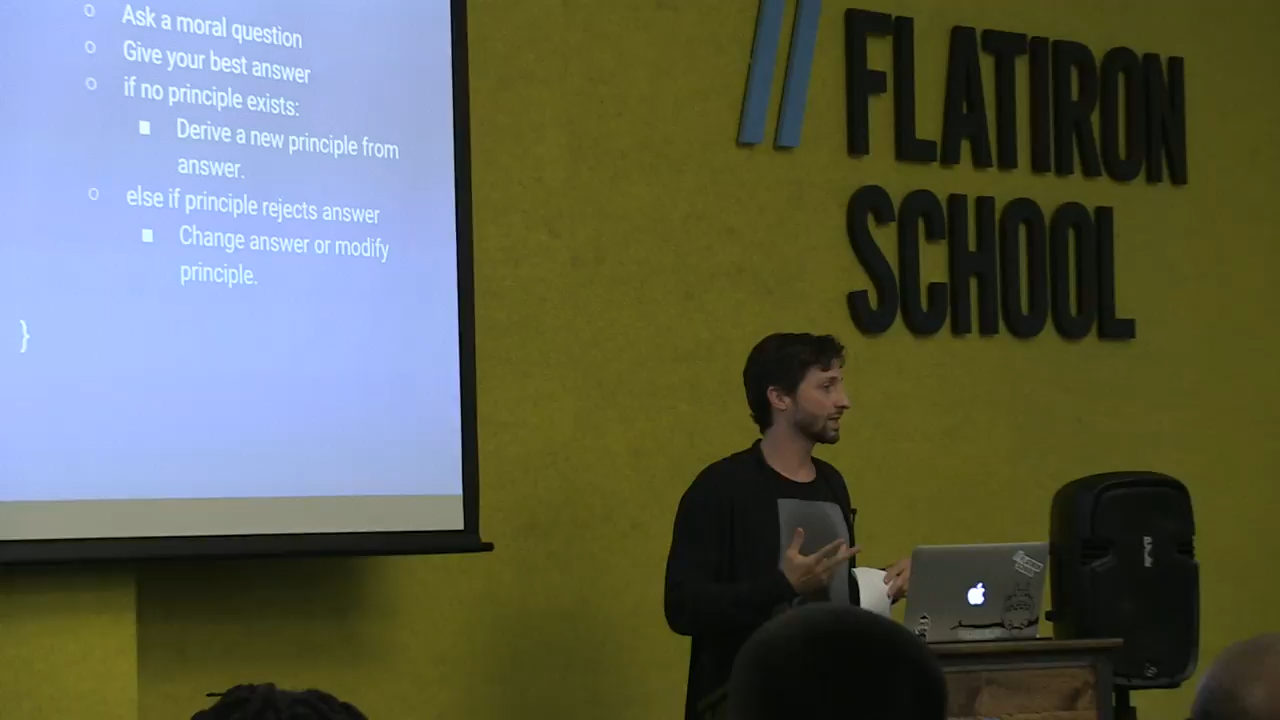 Ask a moral question
Give your best answer
if no principle exists:
Derive a new principle from
answer.
else if principle rejects answer
Change answer or modify
principle.
}
// FLATIRON
SCHOOL